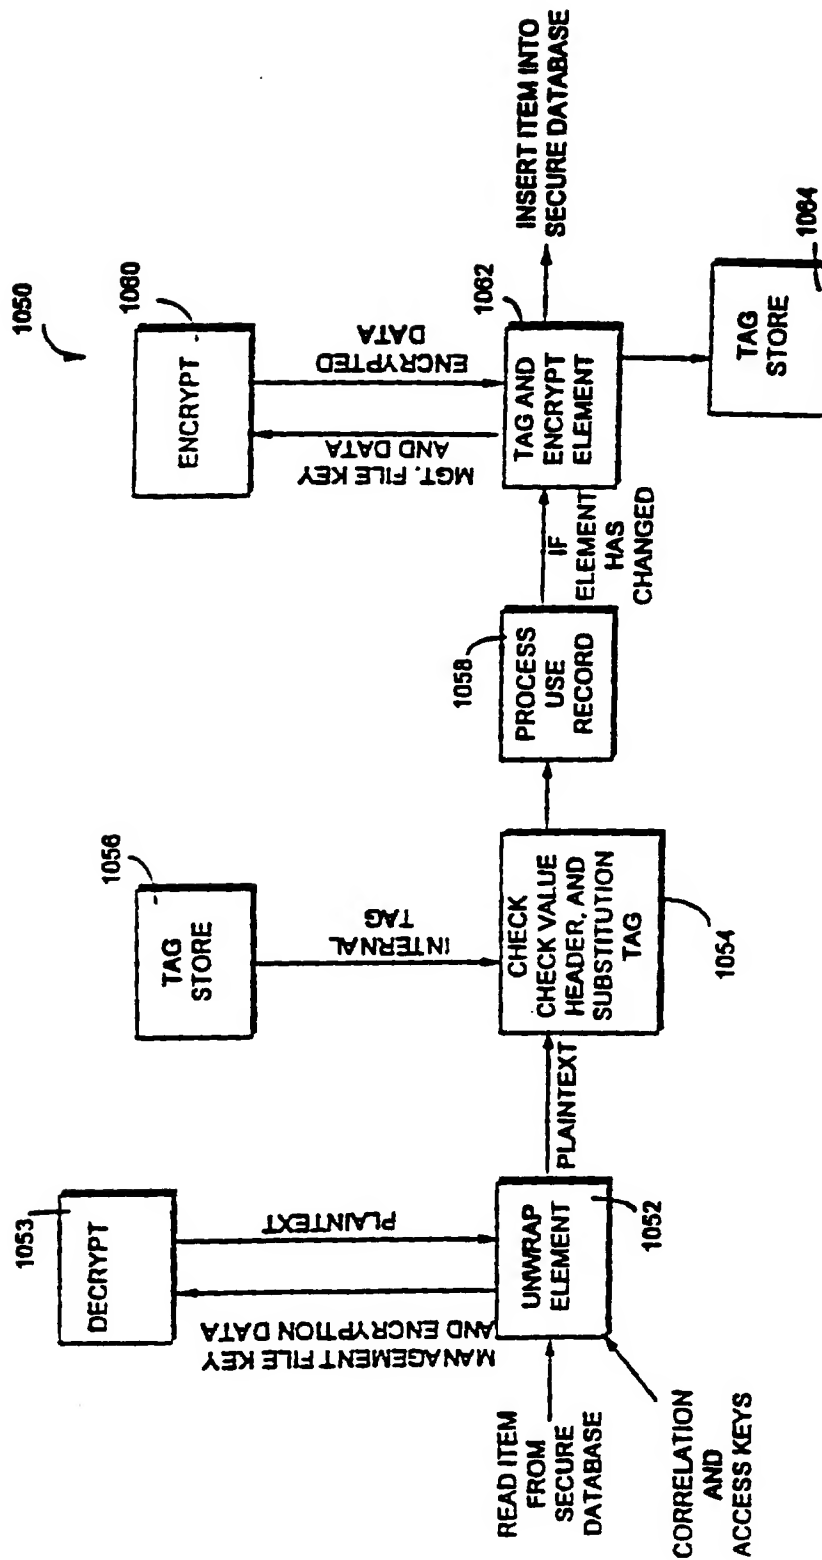 1050
1053
DECRYPT
MANAGEMENT FILE KEY
AND ENCRYPTION DATA
PLAINTEXT
READ ITEM
FROM
SECURE
DATABASE
CORRELATION
AND
ACCESS KEYS
UNWRAP
ELEMENT
1052
PLAINTEXT
1056
TAG
STORE
INTERNAL
TAG
CHECK
CHECK VALUE
HEADER, AND
SUBSTITUTION
TAG
1054
1058
PROCESS
USE
RECORD
IF
ELEMENT
HAS
CHANGED
1060
ENCRYPT
MGT. FILE KEY
AND DATA
ENCRYPTED
DATA
1062
TAG AND
ENCRYPT
ELEMENT
INSERT ITEM INTO
SECURE DATABASE
TAG
STORE
1064